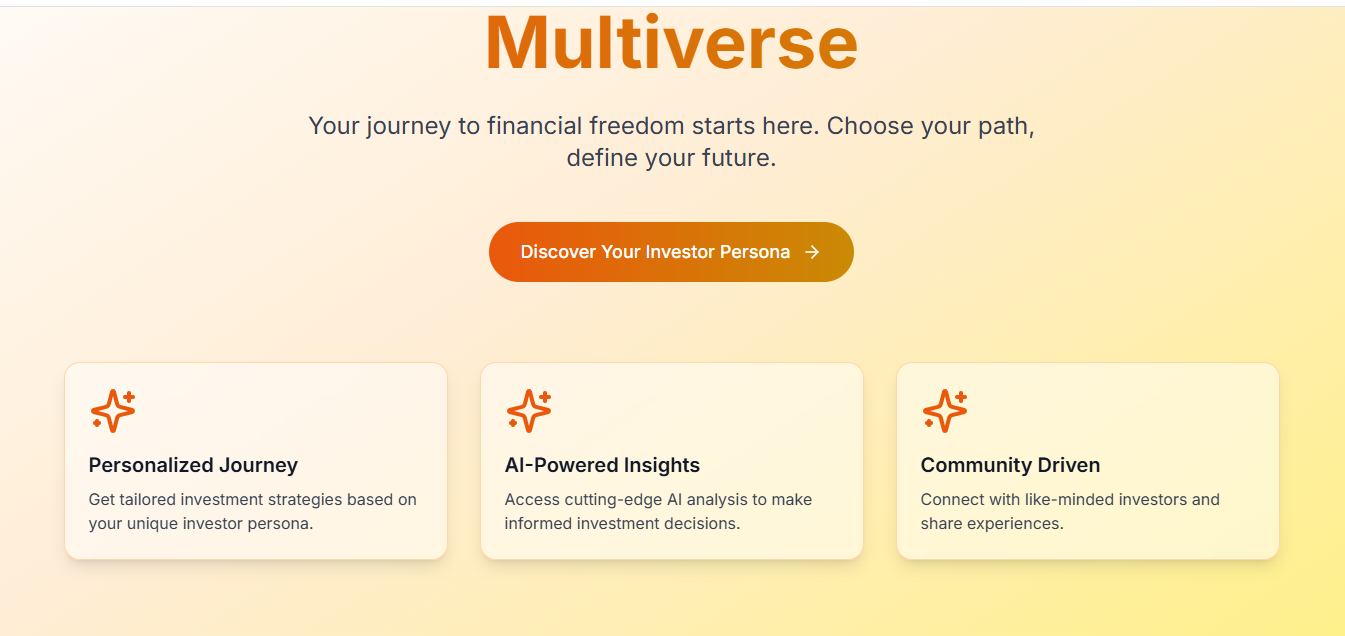 Multiverse
Your journey to financial freedom starts here. Choose your path,
define your future.
Discover Your Investor Persona
Personalized Journey
Get tailored investment strategies based on
your unique investor persona.
AI-Powered Insights
Access cutting-edge AI analysis to make
informed investment decisions.
Community Driven
Connect with like-minded investors and
share experiences.